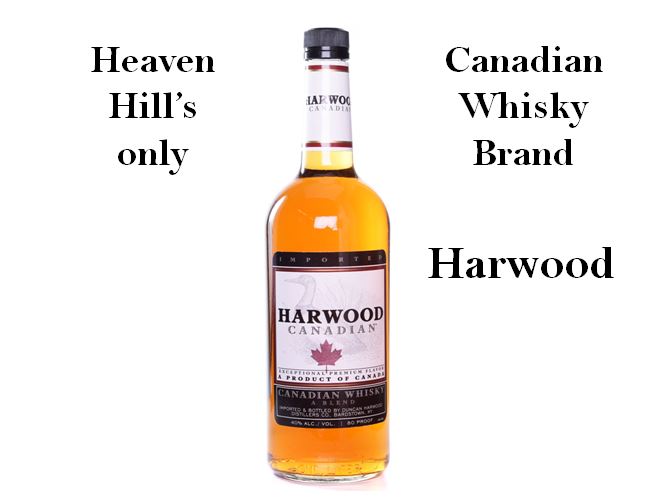 Heaven
Hill's
only
Canadian
Whisky
Brand
Harwood
HARWOOD
CANADIAN
IMPORTED
HARWOOD
CANADIAN
EXCEPTIONAL PREMIUM FLAVOR
A PRODUCT OF CANADA
CANADIAN WHISKY
A BLEND
IMPORTED & BOTTLED BY DUNCAN HARWOOD
DISTILLERS CO. BARDSTOWN, KY
40% ALC./VOL. | 80 PROOF